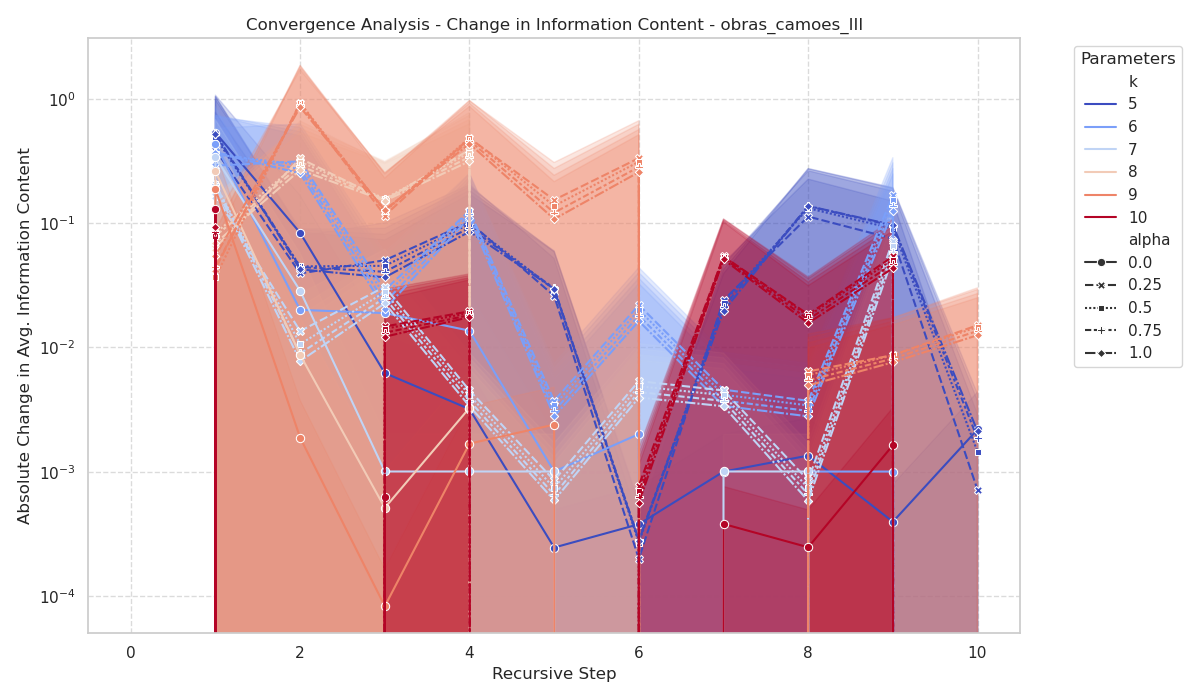 Convergence Analysis - Change in Information Content - obras_camoes_III
Absolute Change in Avg. Information Content
10⁰
10⁻¹
10⁻²
10⁻³
10⁻⁴
0 2 4 6 8 10
Recursive Step
Parameters
k
5
6
7
8
9
10
alpha
0.0
0.25
0.5
0.75
1.0